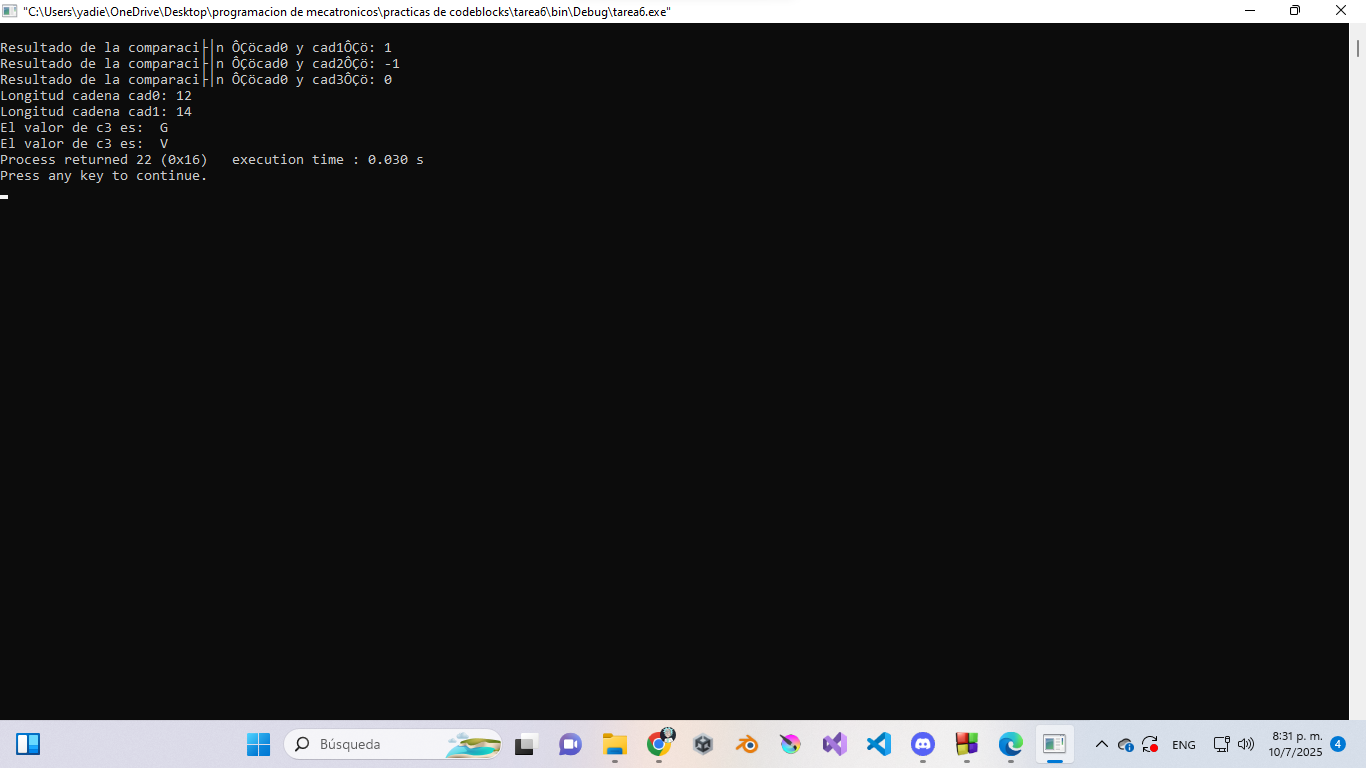 "C:\Users\yadie\OneDrive\Desktop\programacion de mecatronicos\practicas de codeblocks\tarea6\bin\Debug\tarea6.exe"
Resultado de la comparaci├│n ÔÇöcad0 y cad1ÔÇö: 1
Resultado de la comparaci├│n ÔÇöcad0 y cad2ÔÇö: -1
Resultado de la comparaci├│n ÔÇöcad0 y cad3ÔÇö: 0
Longitud cadena cad0: 12
Longitud cadena cad1: 14
El valor de c3 es:  G
El valor de c3 es:  V
Process returned 22 (0x16)   execution time : 0.030 s
Press any key to continue.
Búsqueda
ENG
8:31 p. m.
10/7/2025
4